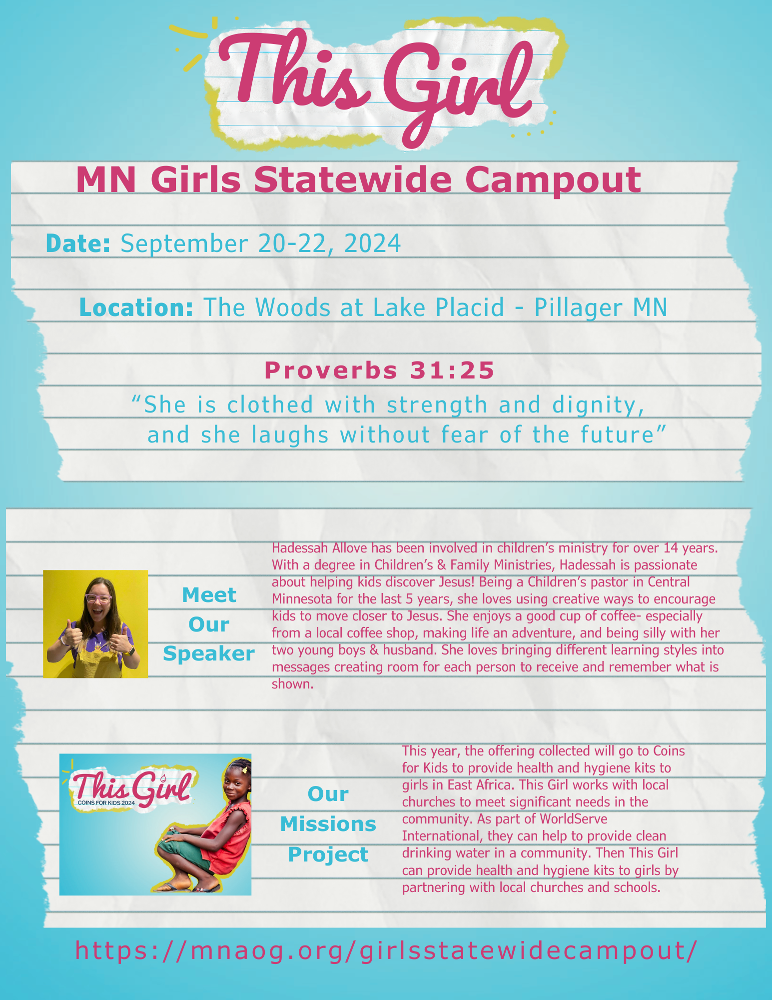 This Girl
MN Girls Statewide Campout
Date: September 20-22, 2024
Location: The Woods at Lake Placid - Pillager MN
Proverbs 31:25
“She is clothed with strength and dignity,
and she laughs without fear of the future”
Meet
Our
Speaker
Hadessah Allove has been involved in children’s ministry for over 14 years.
With a degree in Children’s & Family Ministries, Hadessah is passionate
about helping kids discover Jesus! Being a Children’s pastor in Central
Minnesota for the last 5 years, she loves using creative ways to encourage
kids to move closer to Jesus. She enjoys a good cup of coffee- especially
from a local coffee shop, making life an adventure, and being silly with her
two young boys & husband. She loves bringing different learning styles into
messages creating room for each person to receive and remember what is
shown.
This Girl
COINS FOR KIDS 2024
Our
Missions
Project
This year, the offering collected will go to Coins
for Kids to provide health and hygiene kits to
girls in East Africa. This Girl works with local
churches to meet significant needs in the
community. As part of WorldServe
International, they can help to provide clean
drinking water in a community. Then This Girl
can provide health and hygiene kits to girls by
partnering with local churches and schools.
https://mnaog.org/girlsstatewidecampout/